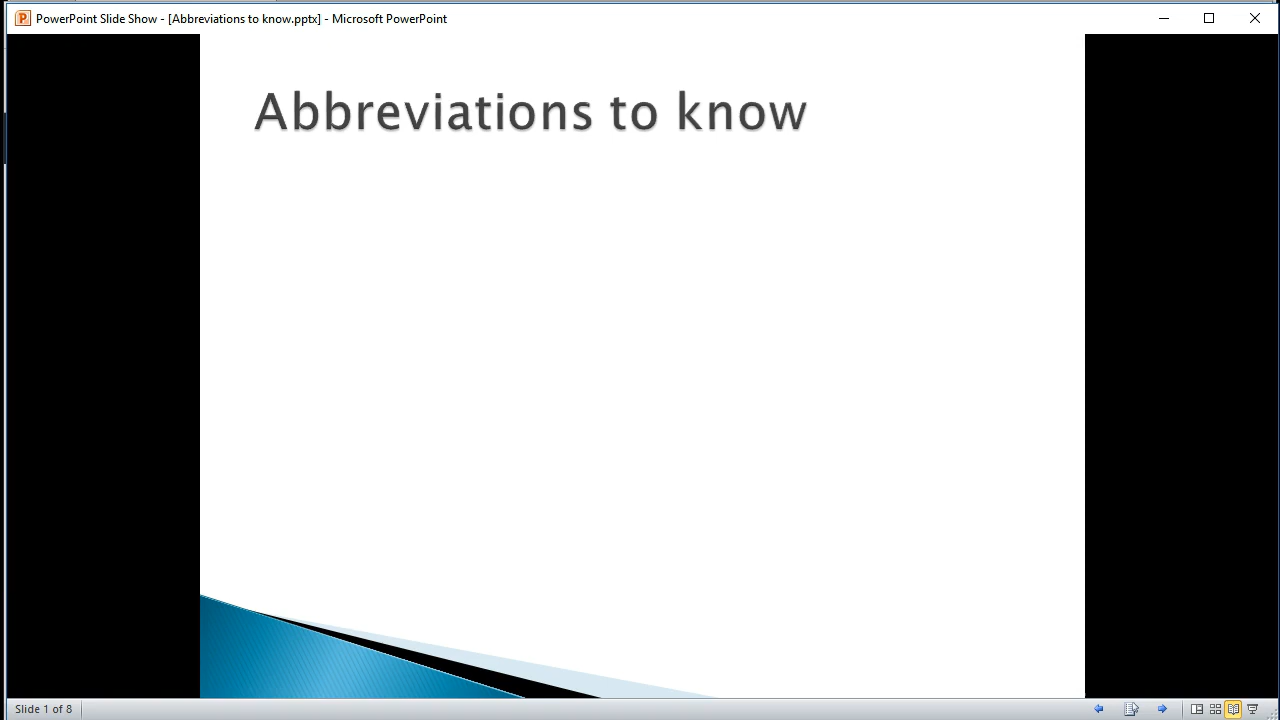 PowerPoint Slide Show - [Abbreviations to know.pptx] - Microsoft PowerPoint
Abbreviations to know
Slide 1 of 8